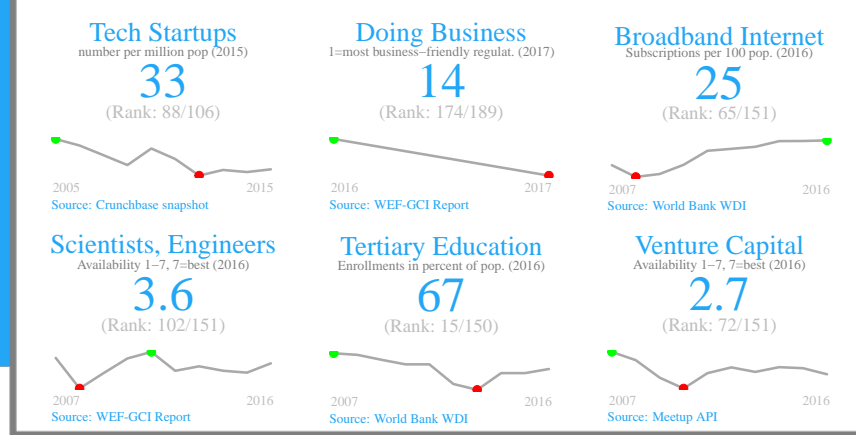 Tech Startups
number per million pop (2015)
33
(Rank: 88/106)
2005 2015
Source: Crunchbase snapshot
Doing Business
1=most business−friendly regulat. (2017)
14
(Rank: 174/189)
2016 2017
Source: WEF-GCI Report
Broadband Internet
Subscriptions per 100 pop. (2016)
25
(Rank: 65/151)
2007 2016
Source: World Bank WDI
Scientists, Engineers
Availability 1−7, 7=best (2016)
3.6
(Rank: 102/151)
2007 2016
Source: WEF-GCI Report
Tertiary Education
Enrollments in percent of pop. (2016)
67
(Rank: 15/150)
2007 2016
Source: World Bank WDI
Venture Capital
Availability 1−7, 7=best (2016)
2.7
(Rank: 72/151)
2007 2016
Source: Meetup API